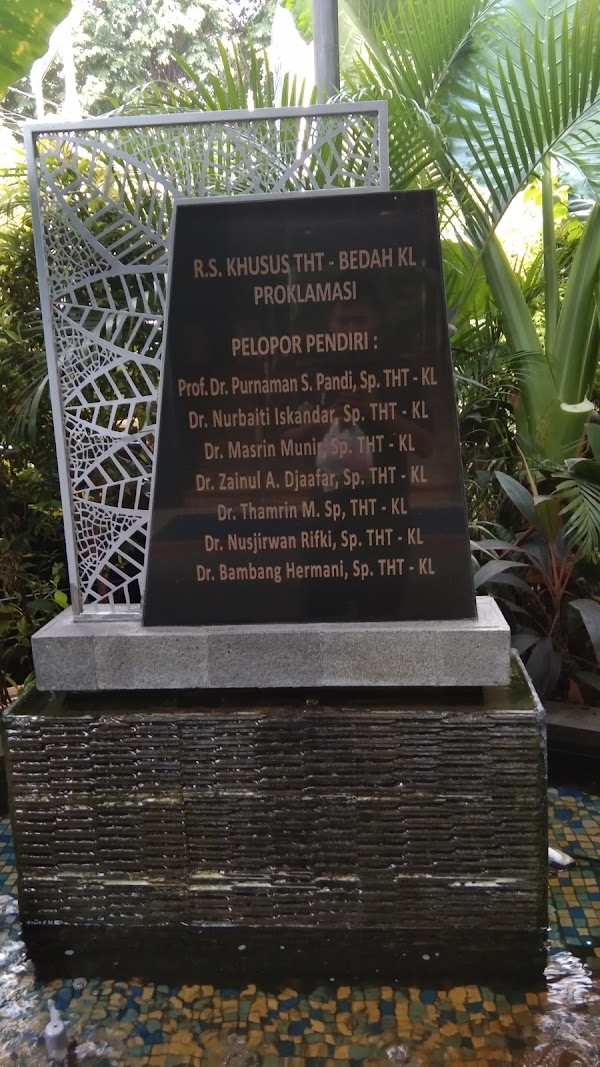 R.S. KHUSUS THT - BEDAH KL
PROKLAMASI
PELOPOR PENDIRI :
Prof. Dr. Purnaman S. Pandi, Sp. THT - KL
Dr. Nurbaiti Iskandar, Sp. THT - KL
Dr. Masrin Munir, Sp. THT - KL
Dr. Zainul A. Djaafar, Sp. THT - KL
Dr. Thamrin M. Sp, THT - KL
Dr. Nusjirwan Rifki, Sp. THT - KL
Dr. Bambang Hermani, Sp. THT - KL